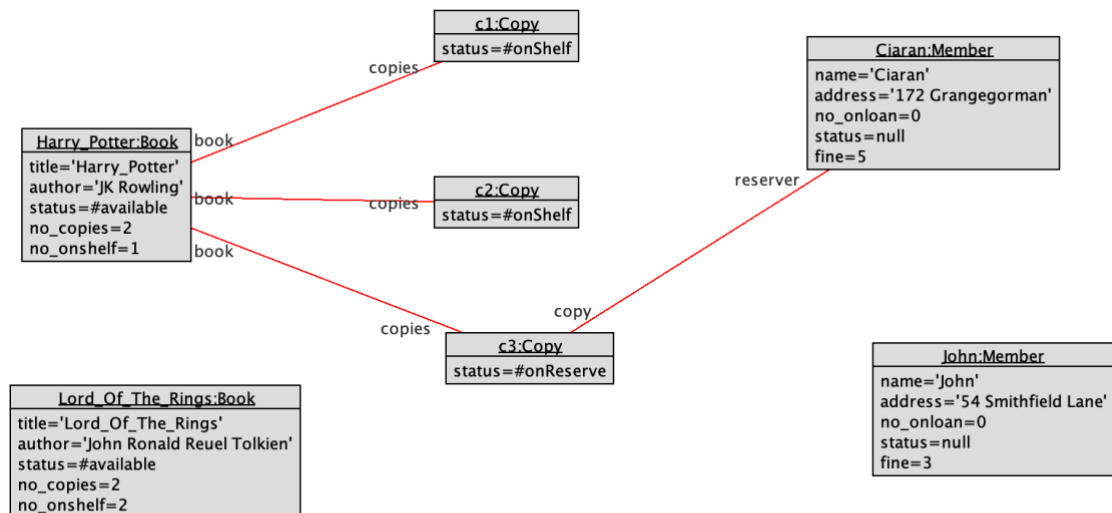 c1:Copy
status=#onShelf
copies
Ciaran:Member
name='Ciaran'
address='172 Grangegorman'
no_onloan=0
status=null
fine=5
Harry_Potter:Book
title='Harry_Potter'
author='JK Rowling'
status=#available
no_copies=2
no_onshelf=1
book
book
book
c2:Copy
status=#onShelf
copies
reserver
copy
copies
c3:Copy
status=#onReserve
John:Member
name='John'
address='54 Smithfield Lane'
no_onloan=0
status=null
fine=3
Lord_Of_The_Rings:Book
title='Lord_Of_The_Rings'
author='John Ronald Reuel Tolkien'
status=#available
no_copies=2
no_onshelf=2